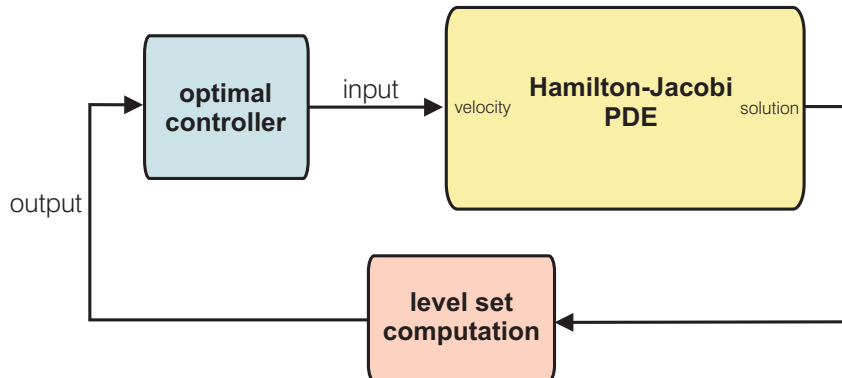 optimal
controller
input
velocity
Hamilton-Jacobi
PDE
solution
output
level set
computation